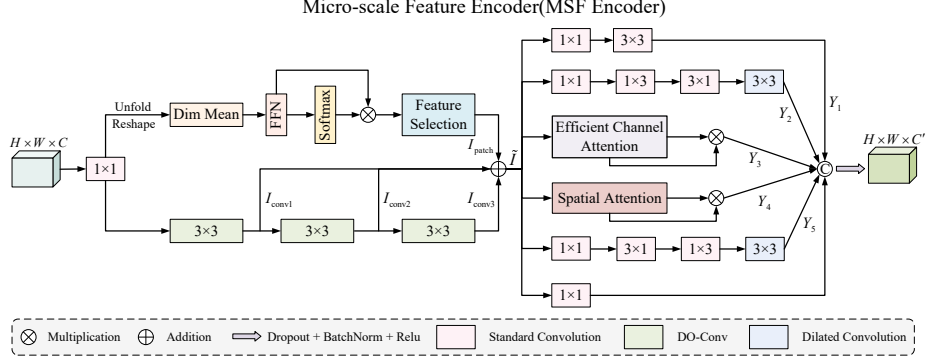 Micro-scale Feature Encoder(MSF Encoder)
H×W×C
1×1
Unfold
Reshape
Dim Mean
FFN
Softmax
Feature
Selection
I_patch
3×3
I_conv1
3×3
I_conv2
3×3
I_conv3
Ĩ
1×1
3×3
Y_1
1×1
1×3
3×1
3×3
Y_2
Efficient Channel
Attention
Y_3
Spatial Attention
Y_4
1×1
3×1
1×3
3×3
Y_5
1×1
©
H×W×C'
Multiplication
Addition
Dropout + BatchNorm + Relu
Standard Convolution
DO-Conv
Dilated Convolution